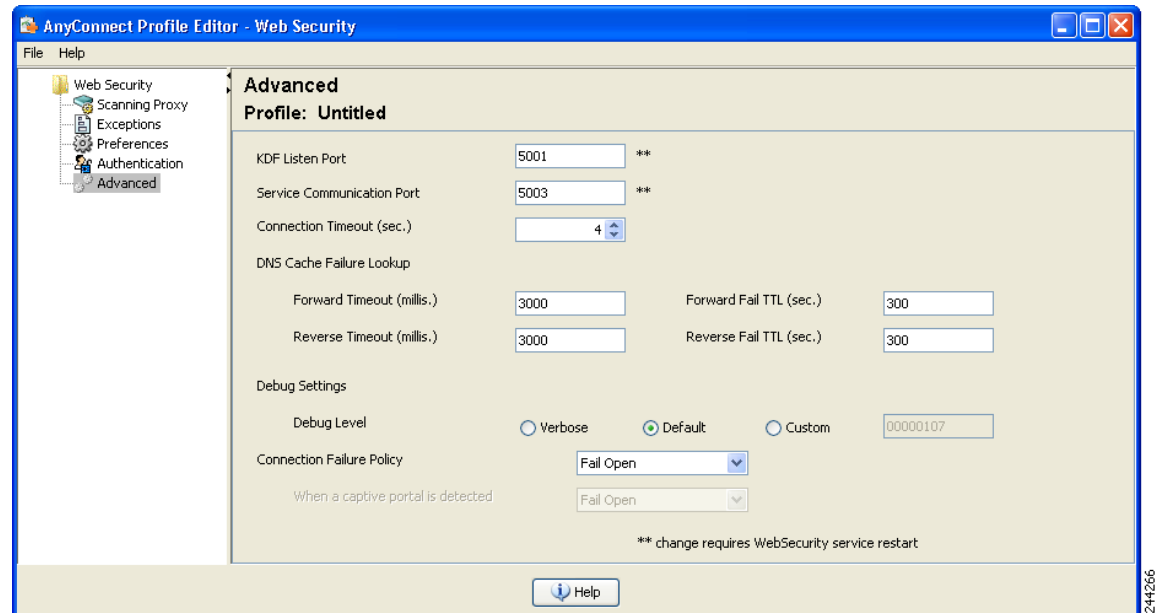 AnyConnect Profile Editor - Web Security
File Help
Web Security
Scanning Proxy
Exceptions
Preferences
Authentication
Advanced
Advanced
Profile: Untitled
KDF Listen Port 5001 **
Service Communication Port 5003 **
Connection Timeout (sec.) 4
DNS Cache Failure Lookup
Forward Timeout (millis.) 3000 Forward Fail TTL (sec.) 300
Reverse Timeout (millis.) 3000 Reverse Fail TTL (sec.) 300
Debug Settings
Debug Level Verbose Default Custom 00000107
Connection Failure Policy Fail Open
When a captive portal is detected Fail Open
** change requires WebSecurity service restart
Help
244266